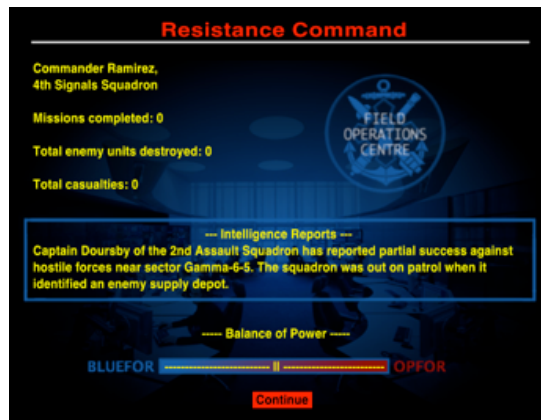 Resistance Command
Commander Ramirez,
4th Signals Squadron
Missions completed: 0
Total enemy units destroyed: 0
Total casualties: 0
FIELD
OPERATIONS
CENTRE
--- Intelligence Reports ---
Captain Doursby of the 2nd Assault Squadron has reported partial success against
hostile forces near sector Gamma-6-5. The squadron was out on patrol when it
identified an enemy supply depot.
----- Balance of Power -----
BLUEFOR -------------------------- II ------------------------- OPFOR
Continue